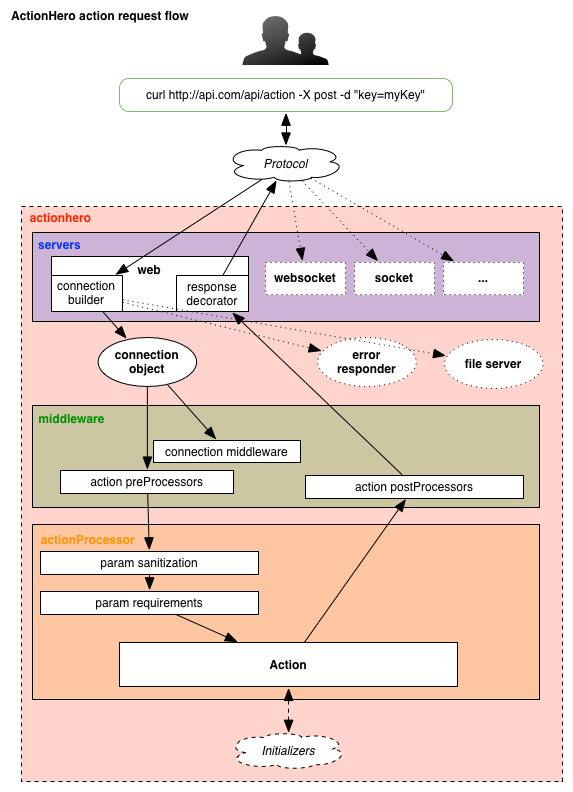 ActionHero action request flow
curl http://api.com/api/action -X post -d "key=myKey"
Protocol
actionhero
servers
web
connection
builder
response
decorator
websocket
socket
...
connection
object
error
responder
file server
middleware
connection middleware
action preProcessors
action postProcessors
actionProcessor
param sanitization
param requirements
Action
Initializers